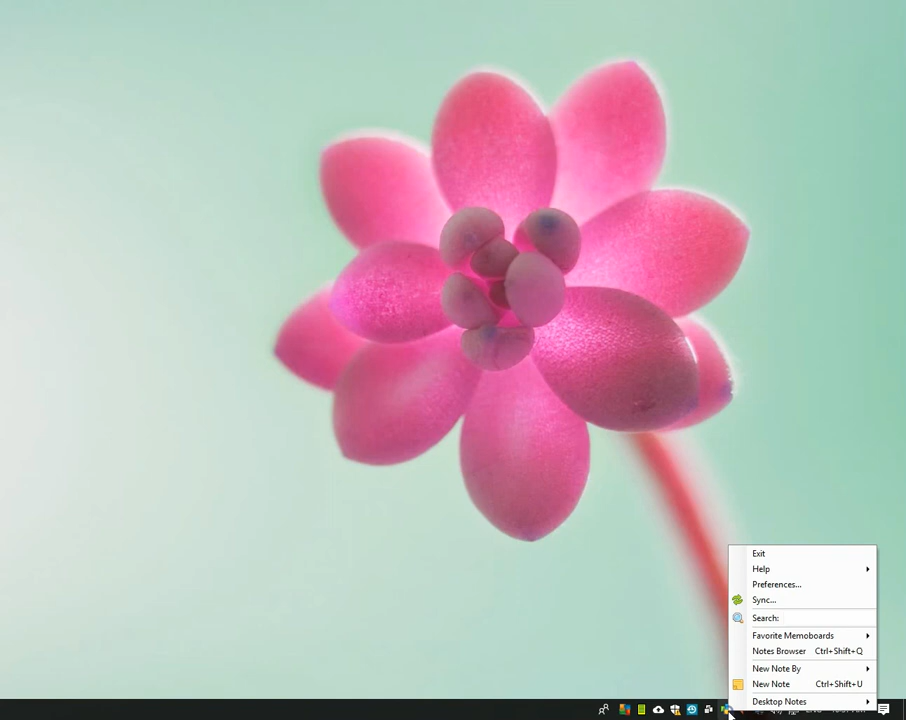 Exit
Help
Preferences...
Sync...
Search:
Favorite Memoboards
Notes Browser Ctrl+Shift+Q
New Note By
New Note Ctrl+Shift+U
Desktop Notes